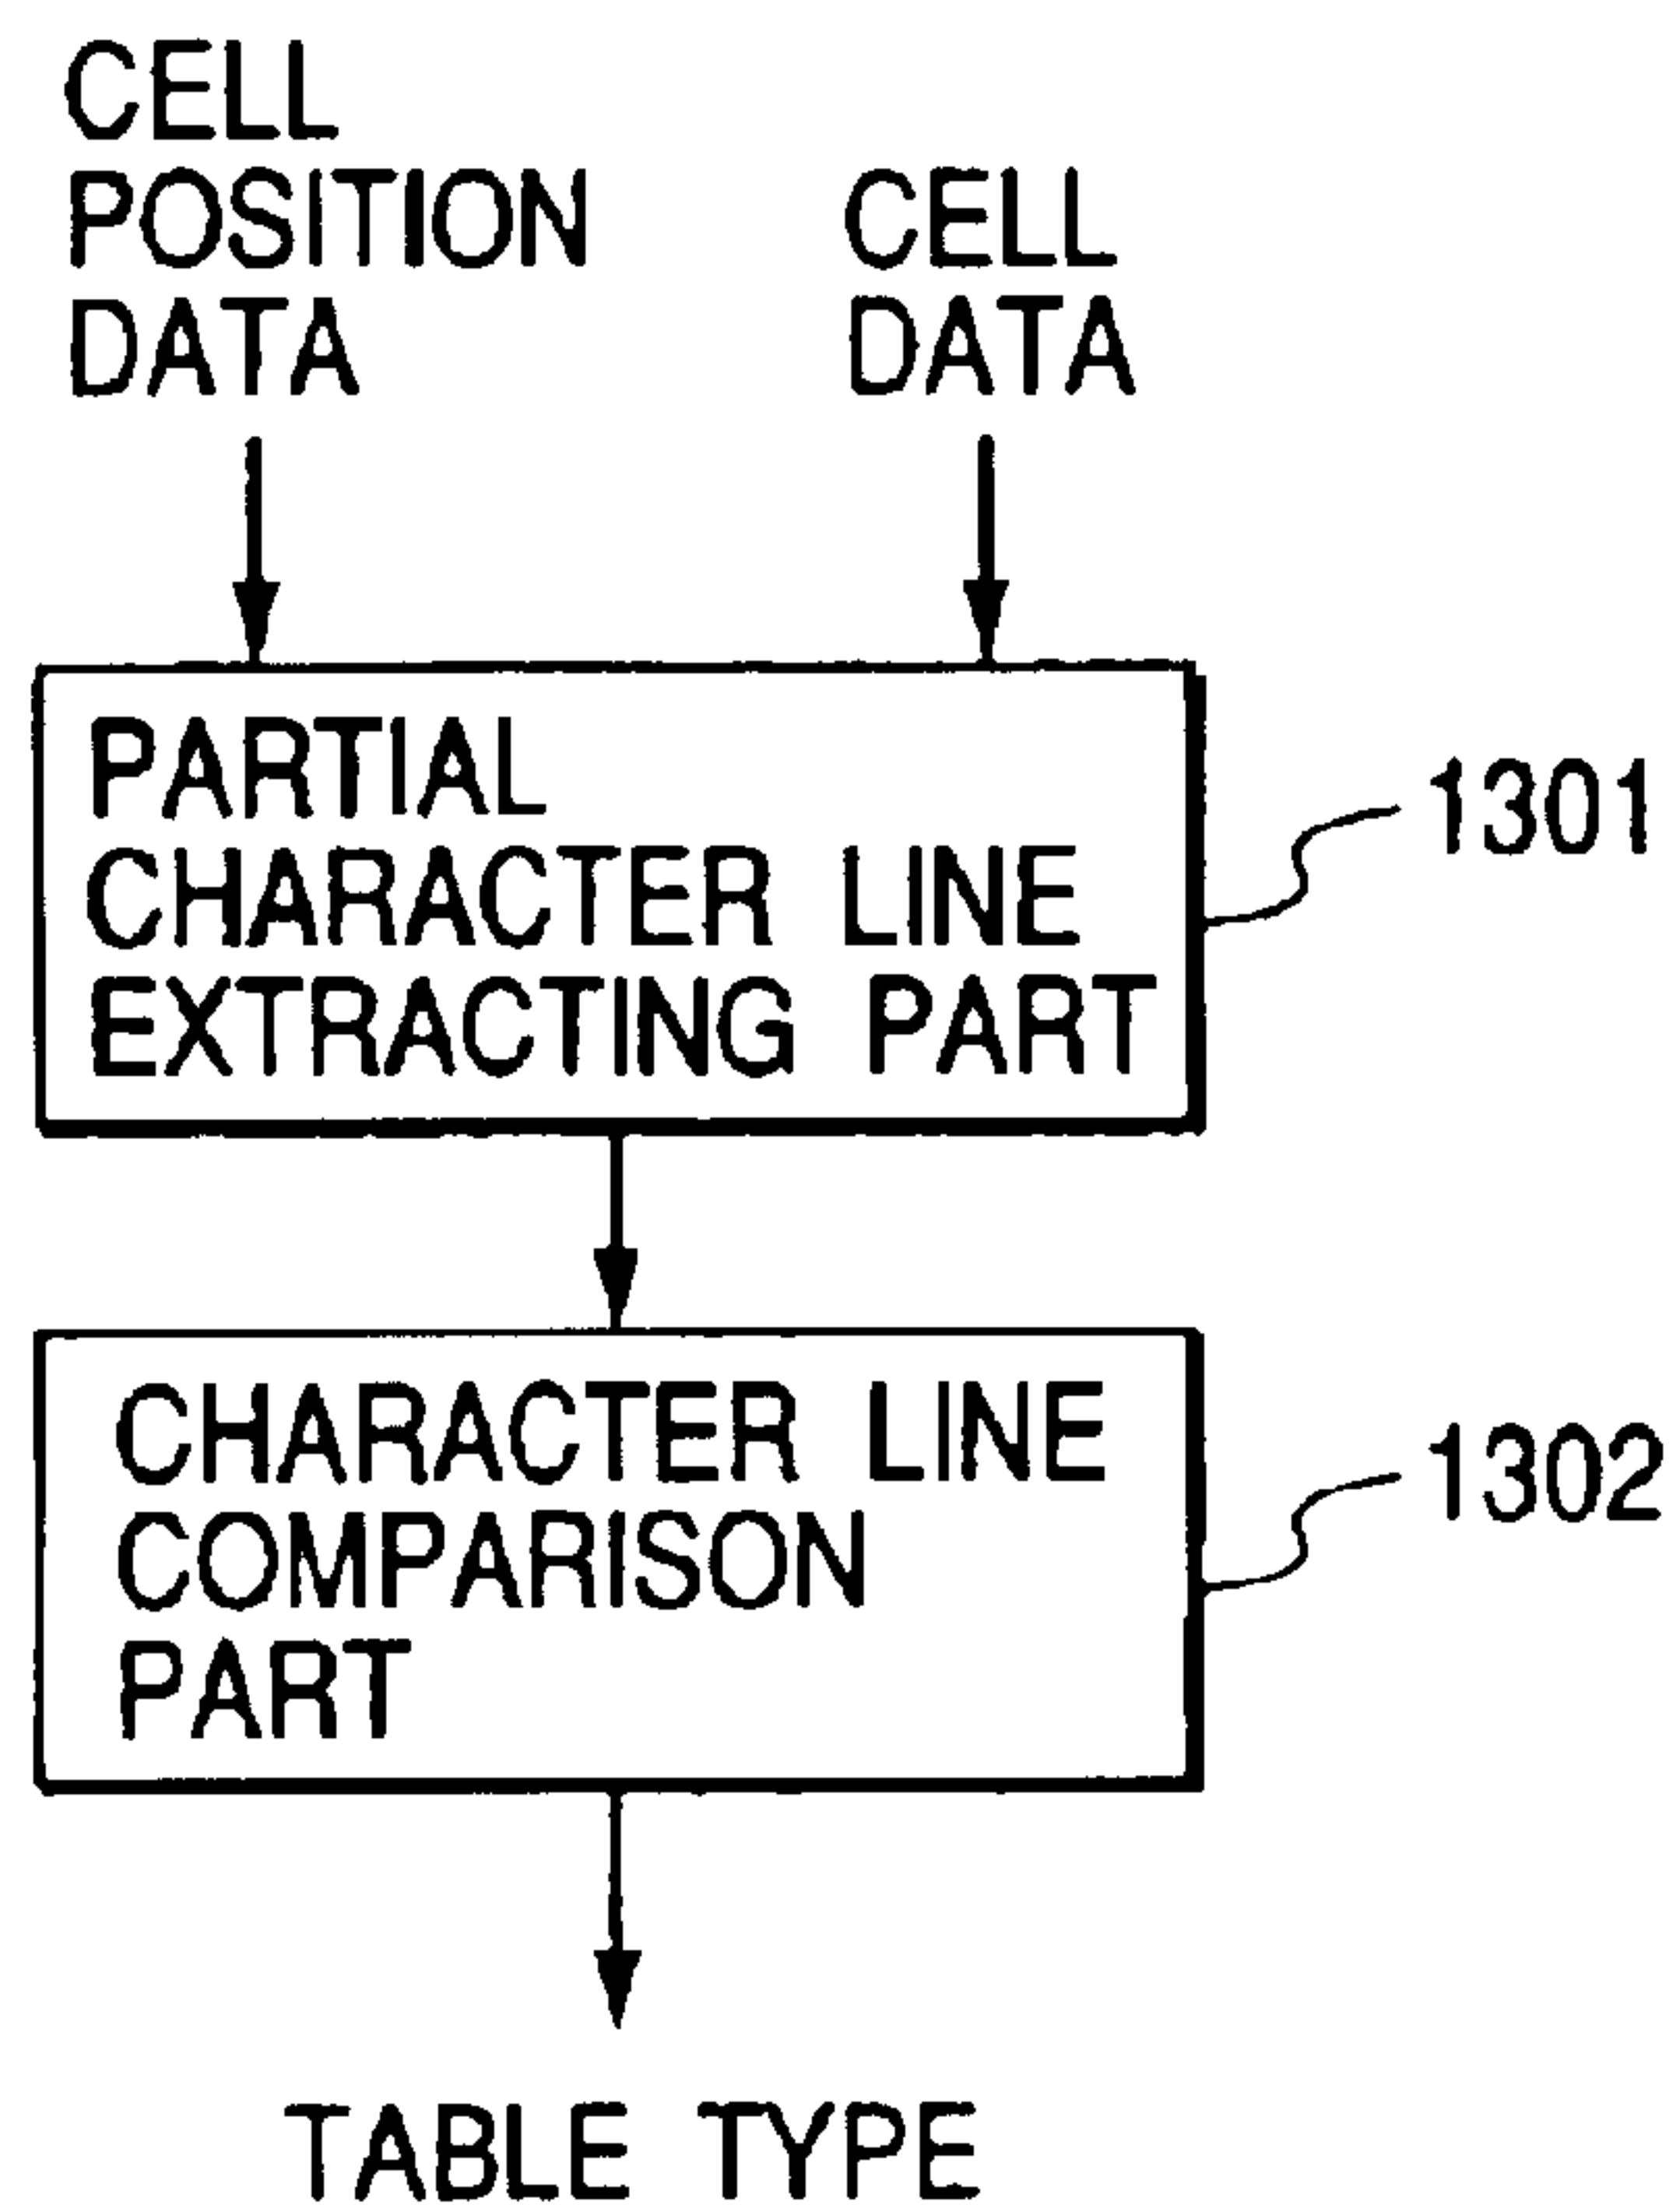 CELL
POSITION
DATA
CELL
DATA
PARTIAL
CHARACTER LINE
EXTRACTING PART
1301
CHARACTER LINE
COMPARISON
PART
1302
TABLE TYPE